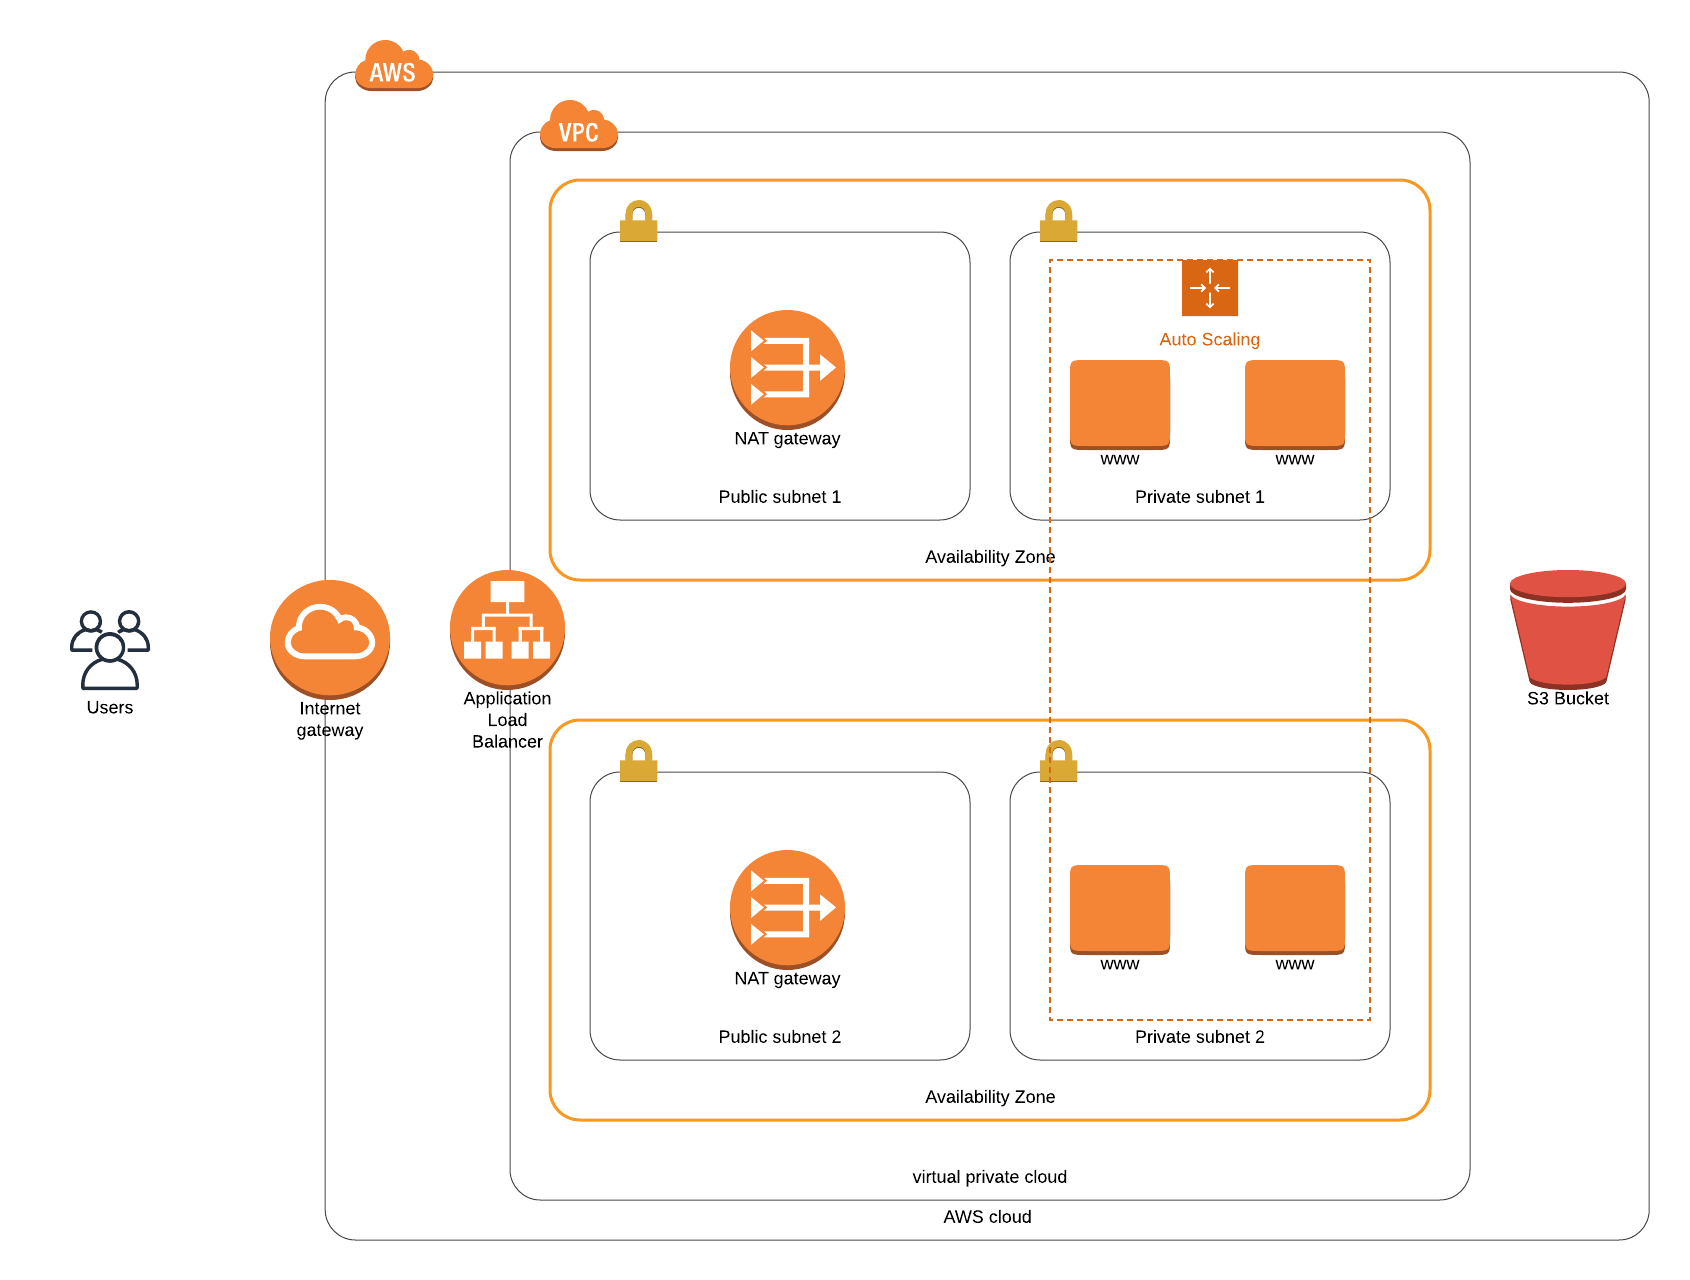 AWS
VPC
Auto Scaling
NAT gateway
www
www
Public subnet 1
Private subnet 1
Availability Zone
Users
Internet
gateway
Application
Load
Balancer
S3 Bucket
NAT gateway
www
www
Public subnet 2
Private subnet 2
Availability Zone
virtual private cloud
AWS cloud